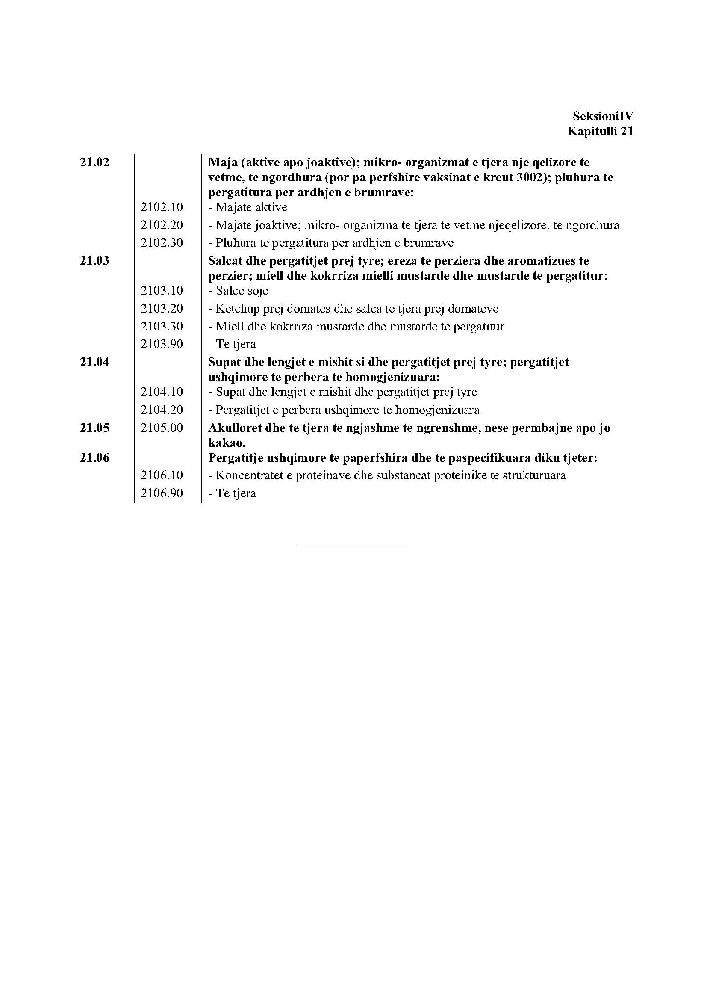 SeksioniIV
Kapitulli 21
21.02 Maja (aktive apo joaktive); mikro- organizmat e tjera nje qelizore te
vetme, te ngordhura (por pa perfshire vaksinat e kreut 3002); pluhura te
pergatitura per ardhjen e brumrave:
2102.10 - Majate aktive
2102.20 - Majate joaktive; mikro- organizma te tjera te vetme njeqelizore, te ngordhura
2102.30 - Pluhura te pergatitura per ardhjen e brumrave
21.03 Salcat dhe pergatitjet prej tyre; ereza te perziera dhe aromatizues te
perzier; miell dhe kokrriza mielli mustarde dhe mustarde te pergatitur:
2103.10 - Salce soje
2103.20 - Ketchup prej domates dhe salca te tjera prej domateve
2103.30 - Miell dhe kokrriza mustarde dhe mustarde te pergatitur
2103.90 - Te tjera
21.04 Supat dhe lengjet e mishit si dhe pergatitjet prej tyre; pergatitjet
ushqimore te perbera te homogjenizuara:
2104.10 - Supat dhe lengjet e mishit dhe pergatitjet prej tyre
2104.20 - Pergatitjet e perbera ushqimore te homogjenizuara
21.05 2105.00 Akulloret dhe te tjera te ngjashme te ngrenshme, nese permbajne apo jo
kakao.
21.06 Pergatitje ushqimore te paperfshira dhe te paspecifikuara diku tjeter:
2106.10 - Koncentratet e proteinave dhe substancat proteinike te strukturuara
2106.90 - Te tjera